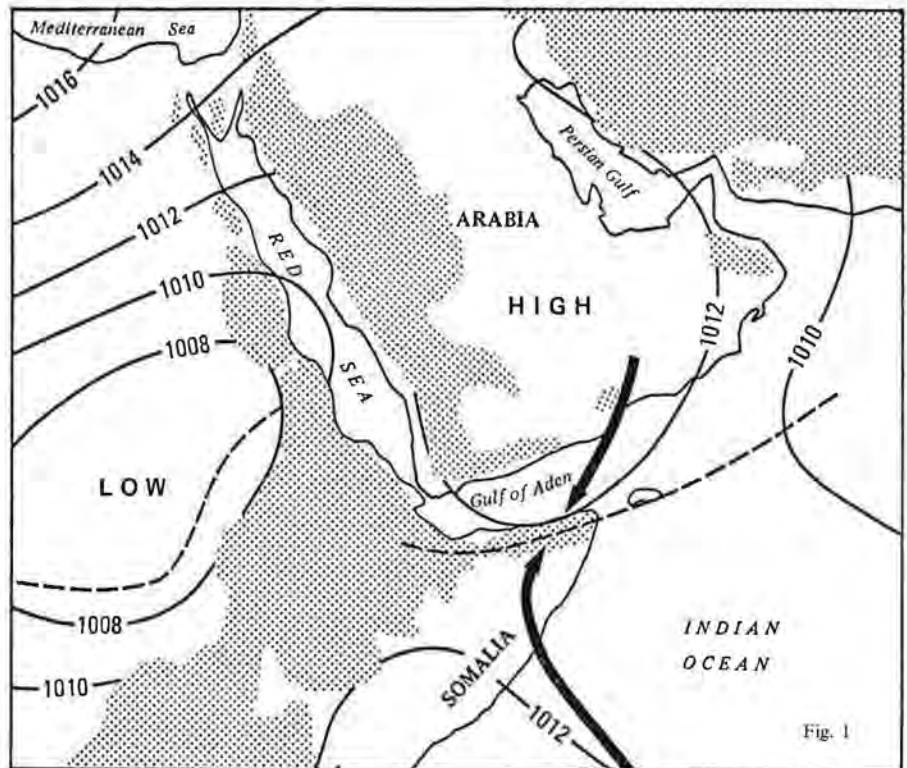 Mediterranean Sea
1016
1014
Persian Gulf
ARABIA
1012
RED
HIGH
1010
1012
1010
1008
SEA
LOW
Gulf of Aden
1008
INDIAN
OCEAN
SOMALIA
1010
1012
Fig. 1